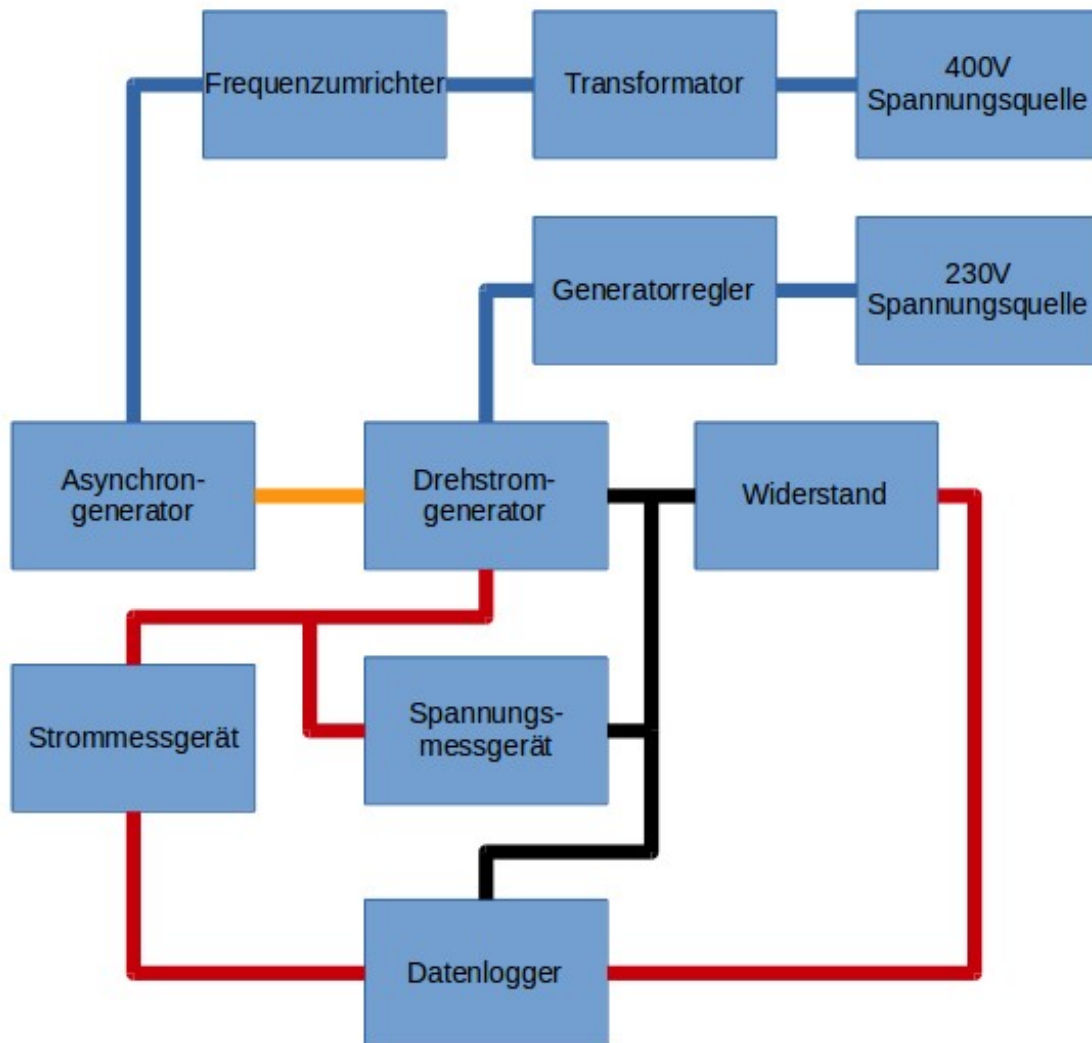 Frequenzumrichter
Transformator
400V
Spannungsquelle
Generatorregler
230V
Spannungsquelle
Asynchron-
generator
Drehstrom-
generator
Widerstand
Strommessgerät
Spannungs-
messgerät
Datenlogger